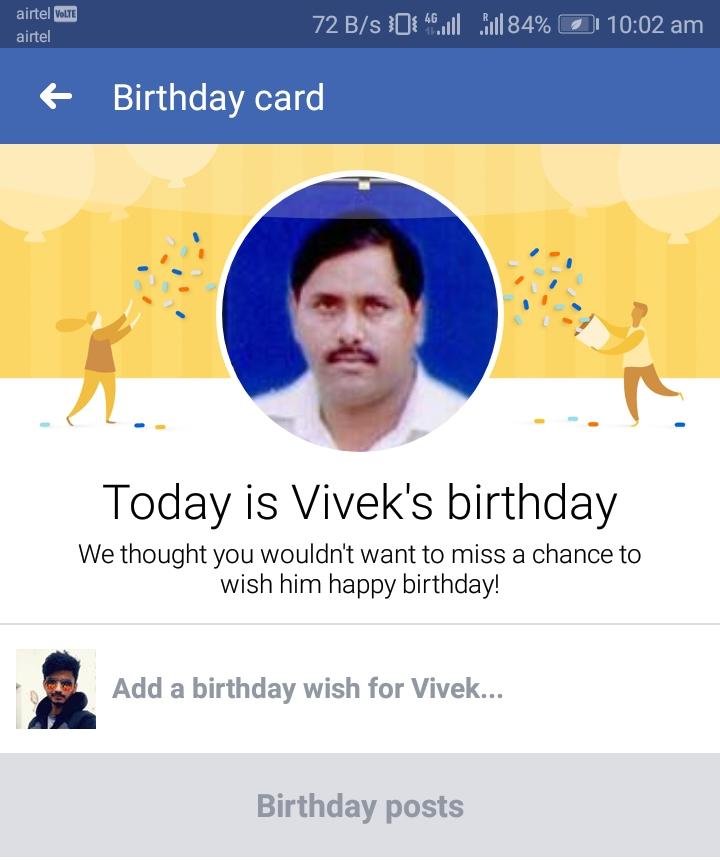 airtel VoLTE
airtel
72 B/s 4G R 84% 10:02 am
Birthday card
Today is Vivek's birthday
We thought you wouldn't want to miss a chance to
wish him happy birthday!
Add a birthday wish for Vivek...
Birthday posts